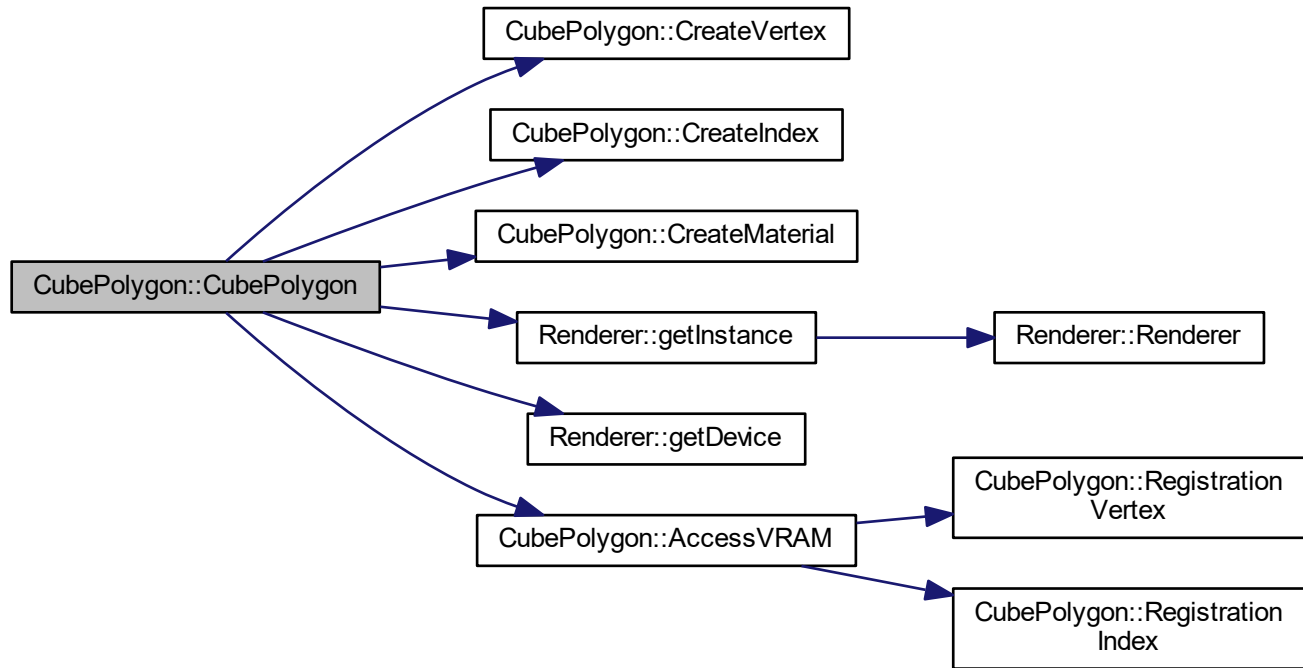 CubePolygon::CreateVertex
CubePolygon::CreateIndex
CubePolygon::CreateMaterial
CubePolygon::CubePolygon
Renderer::getInstance
Renderer::Renderer
Renderer::getDevice
CubePolygon::Registration
Vertex
CubePolygon::AccessVRAM
CubePolygon::Registration
Index